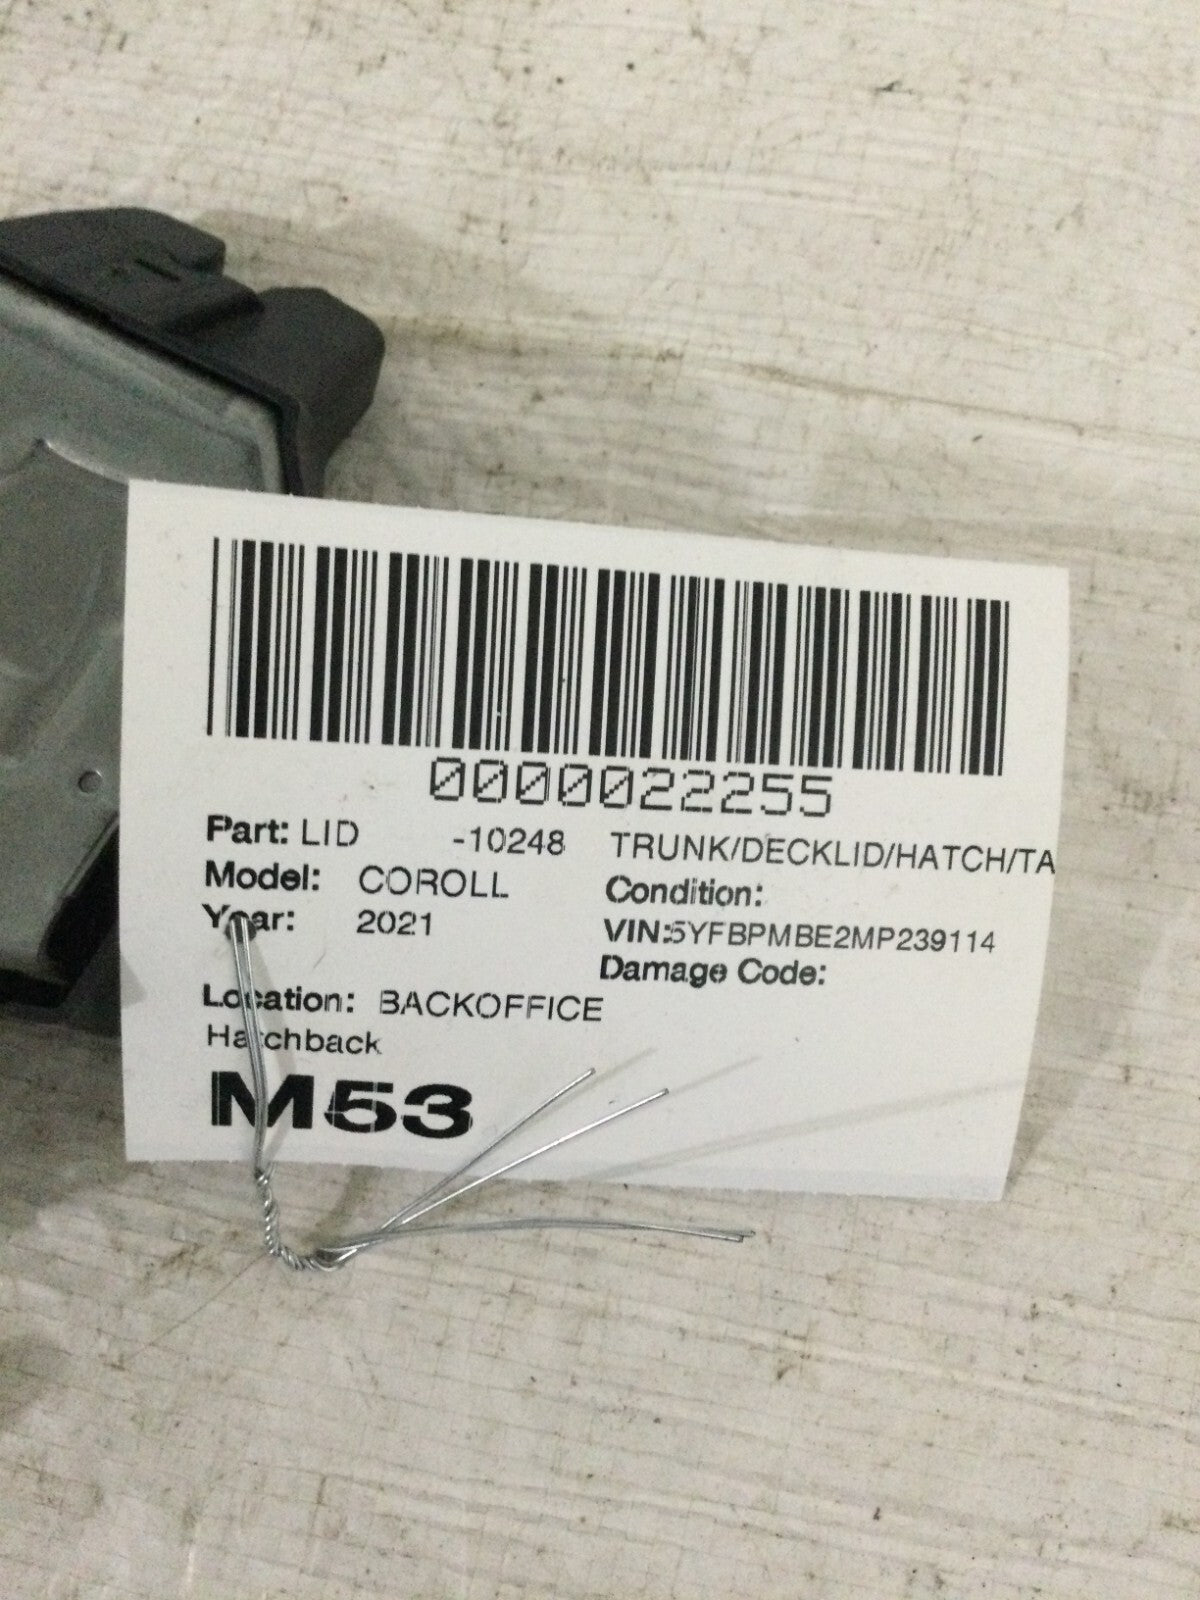 0000022255
Part: LID -10248 TRUNK/DECKLID/HATCH/TA
Model: COROLL Condition:
Year: 2021 VIN:5YFBPMBE2MP239114
Damage Code:
Location: BACKOFFICE
Hatchback
M53